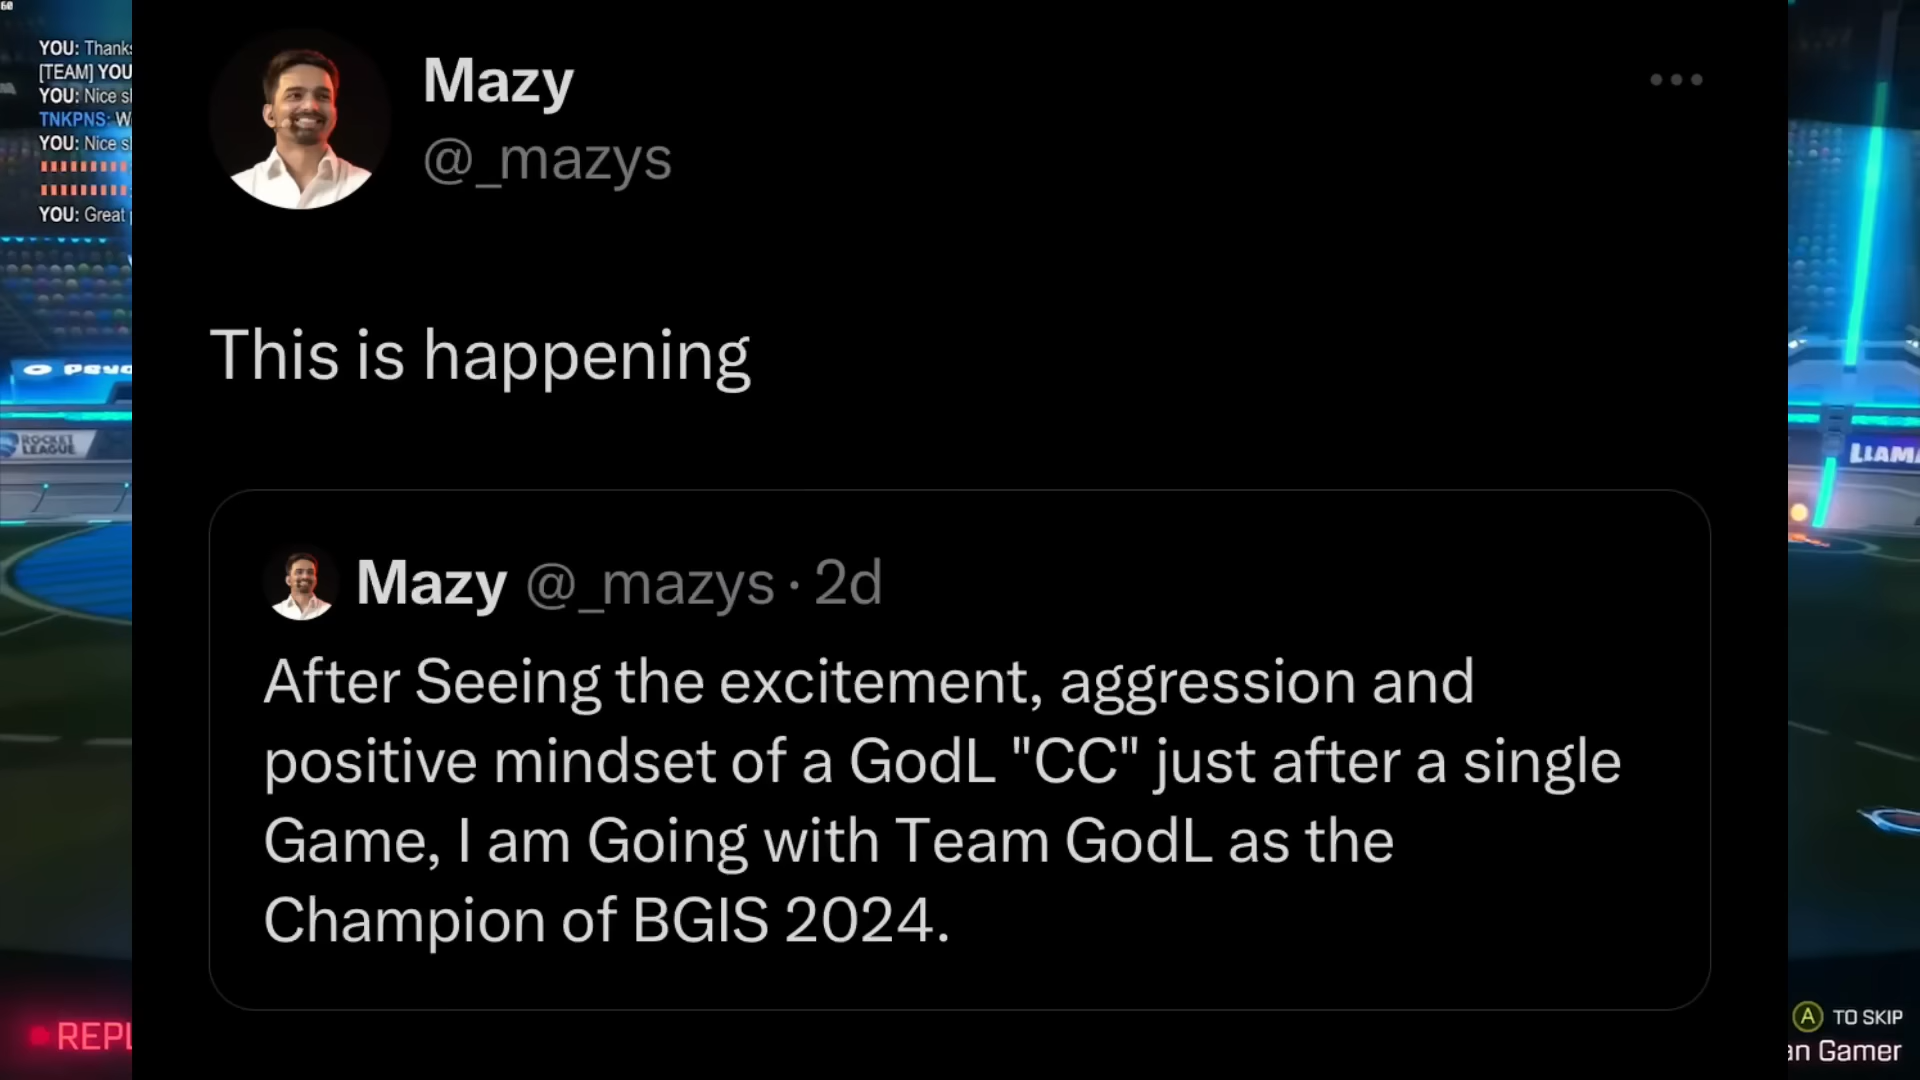 60
YOU: Thanks
[TEAM] YOU
YOU: Nice
TNKPNS:
YOU: Nice
YOU: Great
ROCKET
LEAGUE
REPL
Mazy
@_mazys
This is happening
Mazy @_mazys · 2d
After Seeing the excitement, aggression and
positive mindset of a GodL "CC" just after a single
Game, I am Going with Team GodL as the
Champion of BGIS 2024.
LLAMA
A TO SKIP
an Gamer